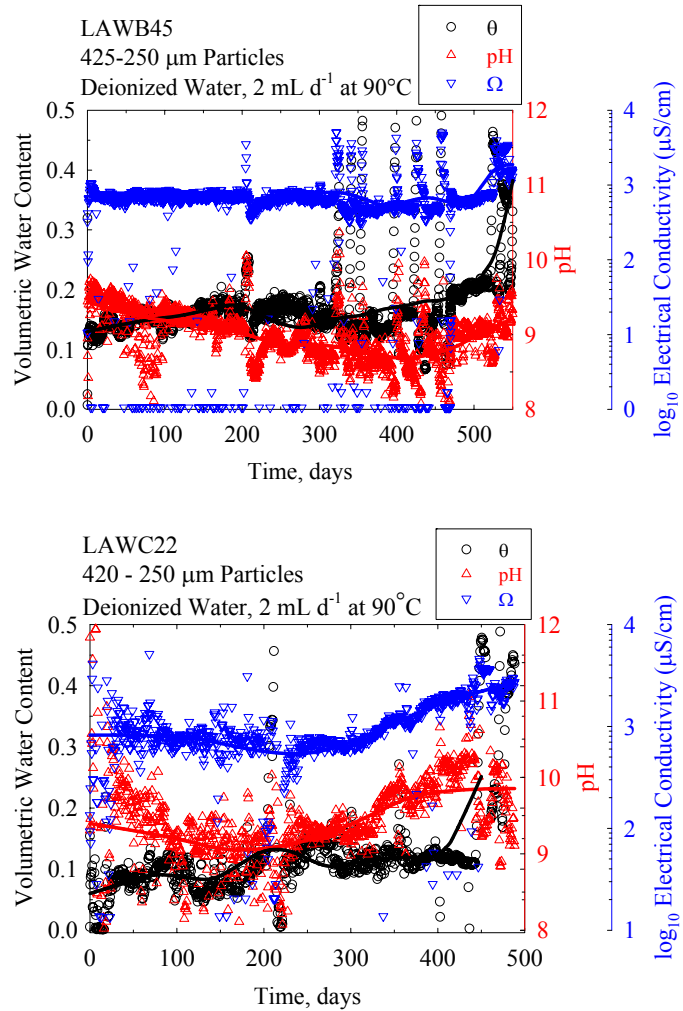 LAWB45
425-250 μm Particles
Deionized Water, 2 mL d⁻¹ at 90°C
θ
pH
Ω
0.5
0.4
0.3
0.2
0.1
0.0
Volumetric Water Content
12
11
10
9
8
pH
4
3
2
1
0
log₁₀ Electrical Conductivity (μS/cm)
0 100 200 300 400 500
Time, days
LAWC22
420 - 250 μm Particles
Deionized Water, 2 mL d⁻¹ at 90°C
θ
pH
Ω
0.5
0.4
0.3
0.2
0.1
0.0
Volumetric Water Content
12
11
10
9
8
pH
4
3
2
1
log₁₀ Electrical Conductivity (μS/cm)
0 100 200 300 400 500
Time, days